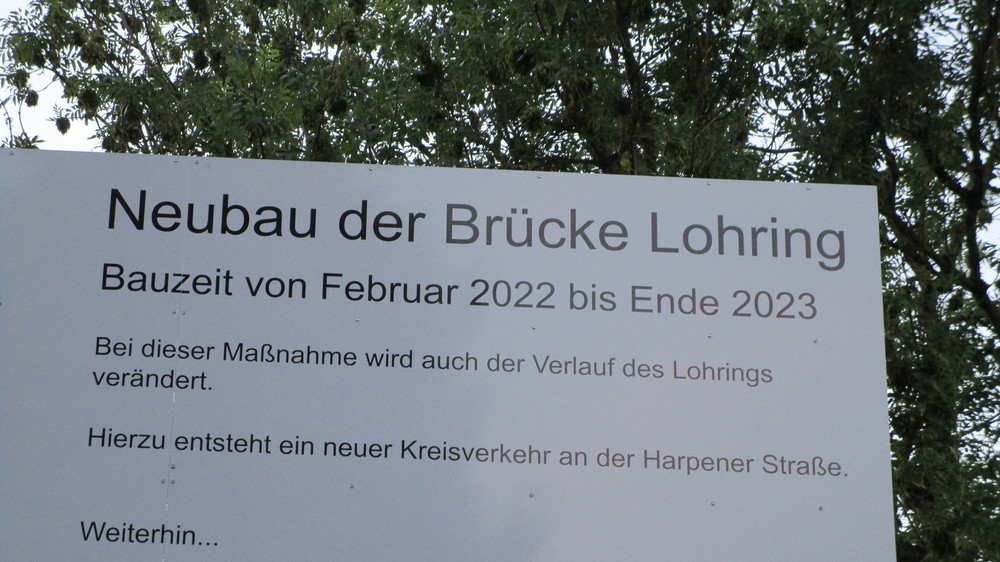 Neubau der Brücke Lohring
Bauzeit von Februar 2022 bis Ende 2023
Bei dieser Maßnahme wird auch der Verlauf des Lohrings
verändert.
Hierzu entsteht ein neuer Kreisverkehr an der Harpener Straße.
Weiterhin...